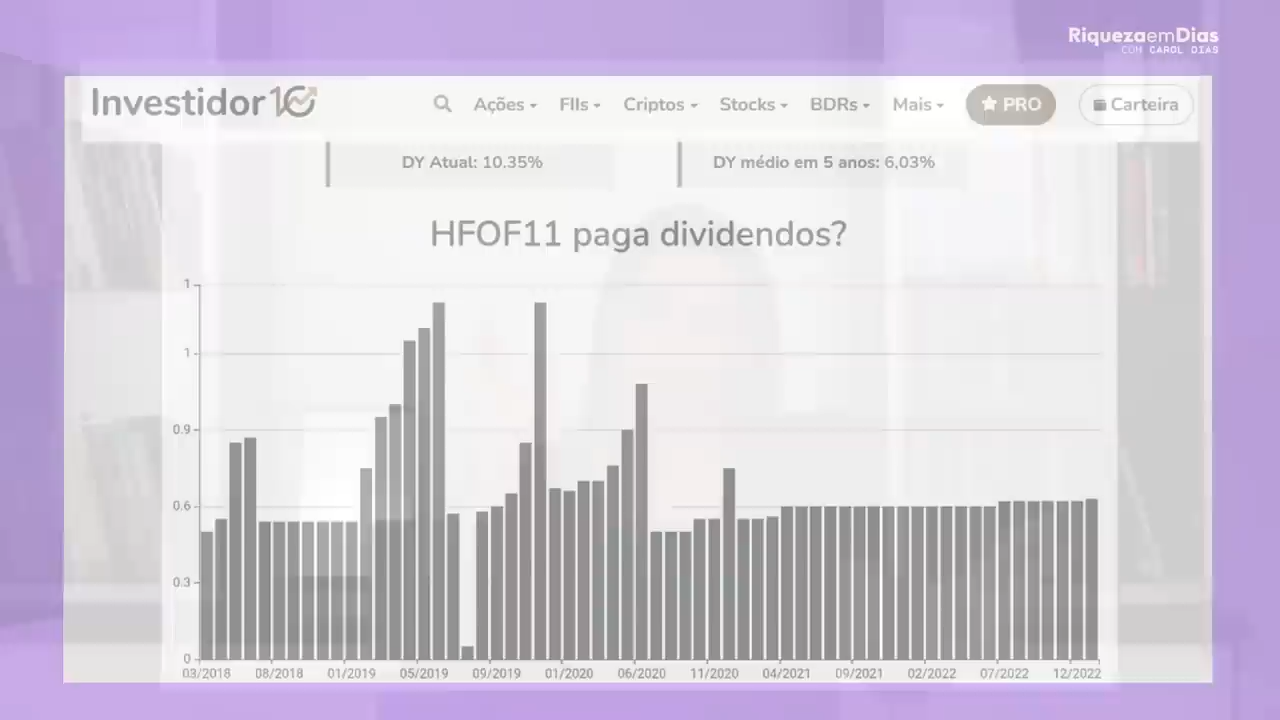 RiquezaemDias
COM CAROL DIAS
Investidor10
Ações
FIIs
Criptos
Stocks
BDRs
Mais
PRO
Carteira
DY Atual: 10.35%
DY médio em 5 anos: 6,03%
HFOF11 paga dividendos?
1
1
0.9
0.6
0.3
0
03/2018 08/2018 01/2019 05/2019 09/2019 01/2020 06/2020 11/2020 04/2021 09/2021 02/2022 07/2022 12/2022